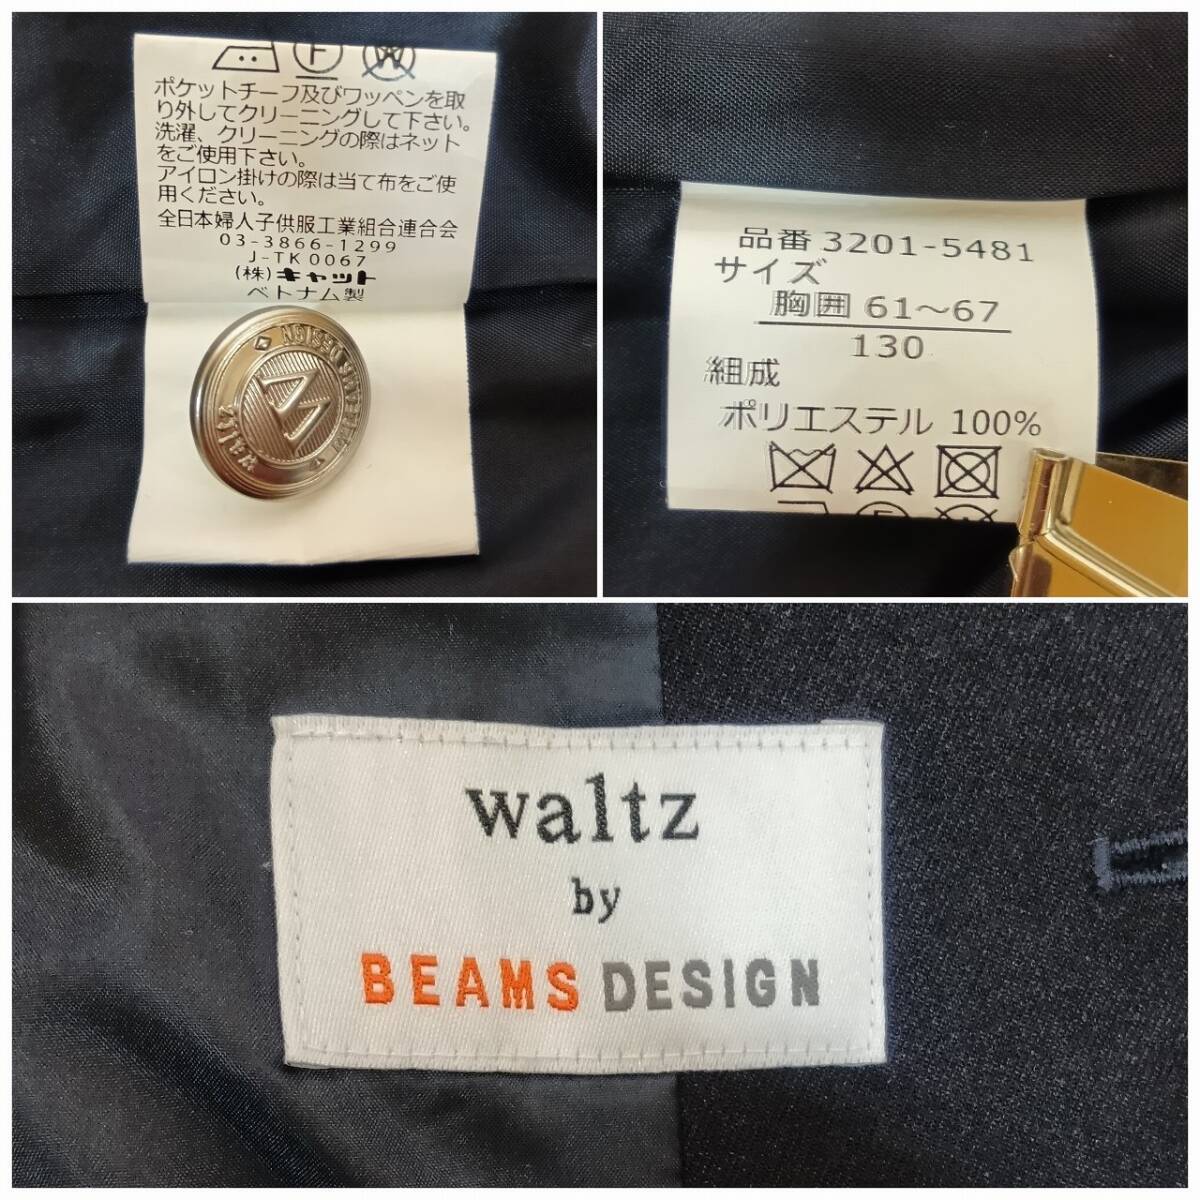 ポケットチーフ及びワッペンを取
り外してクリーニングして下さい。
洗濯、クリーニングの際はネット
をご使用下さい。
アイロン掛けの際は当て布をご使
用ください。
全日本婦人子供服工業組合連合会
03-3866-1299
J-TK0067
(株)キャット
ベトナム製
品番 3201-5481
サイズ
胸囲 61～67
130
組成
ポリエステル 100%
waltz
by
BEAMS DESIGN